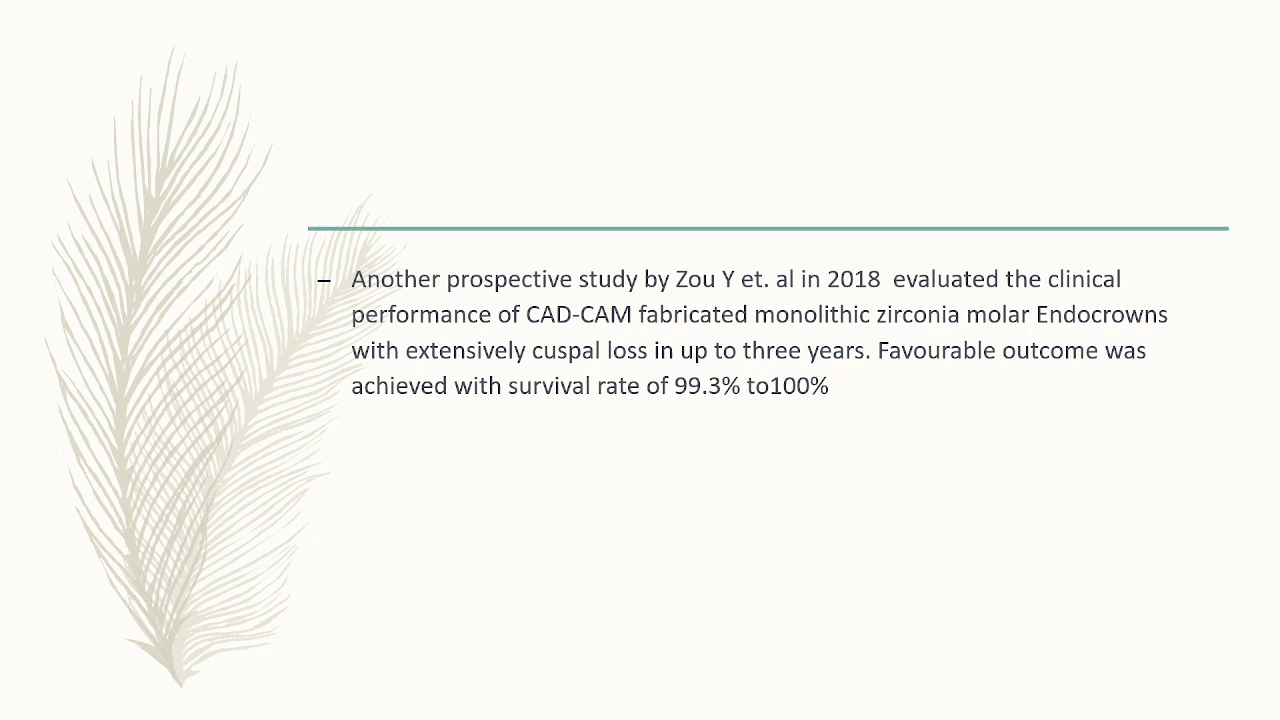 – Another prospective study by Zou Y et. al in 2018  evaluated the clinical
performance of CAD-CAM fabricated monolithic zirconia molar Endocrowns
with extensively cuspal loss in up to three years. Favourable outcome was
achieved with survival rate of 99.3% to100%